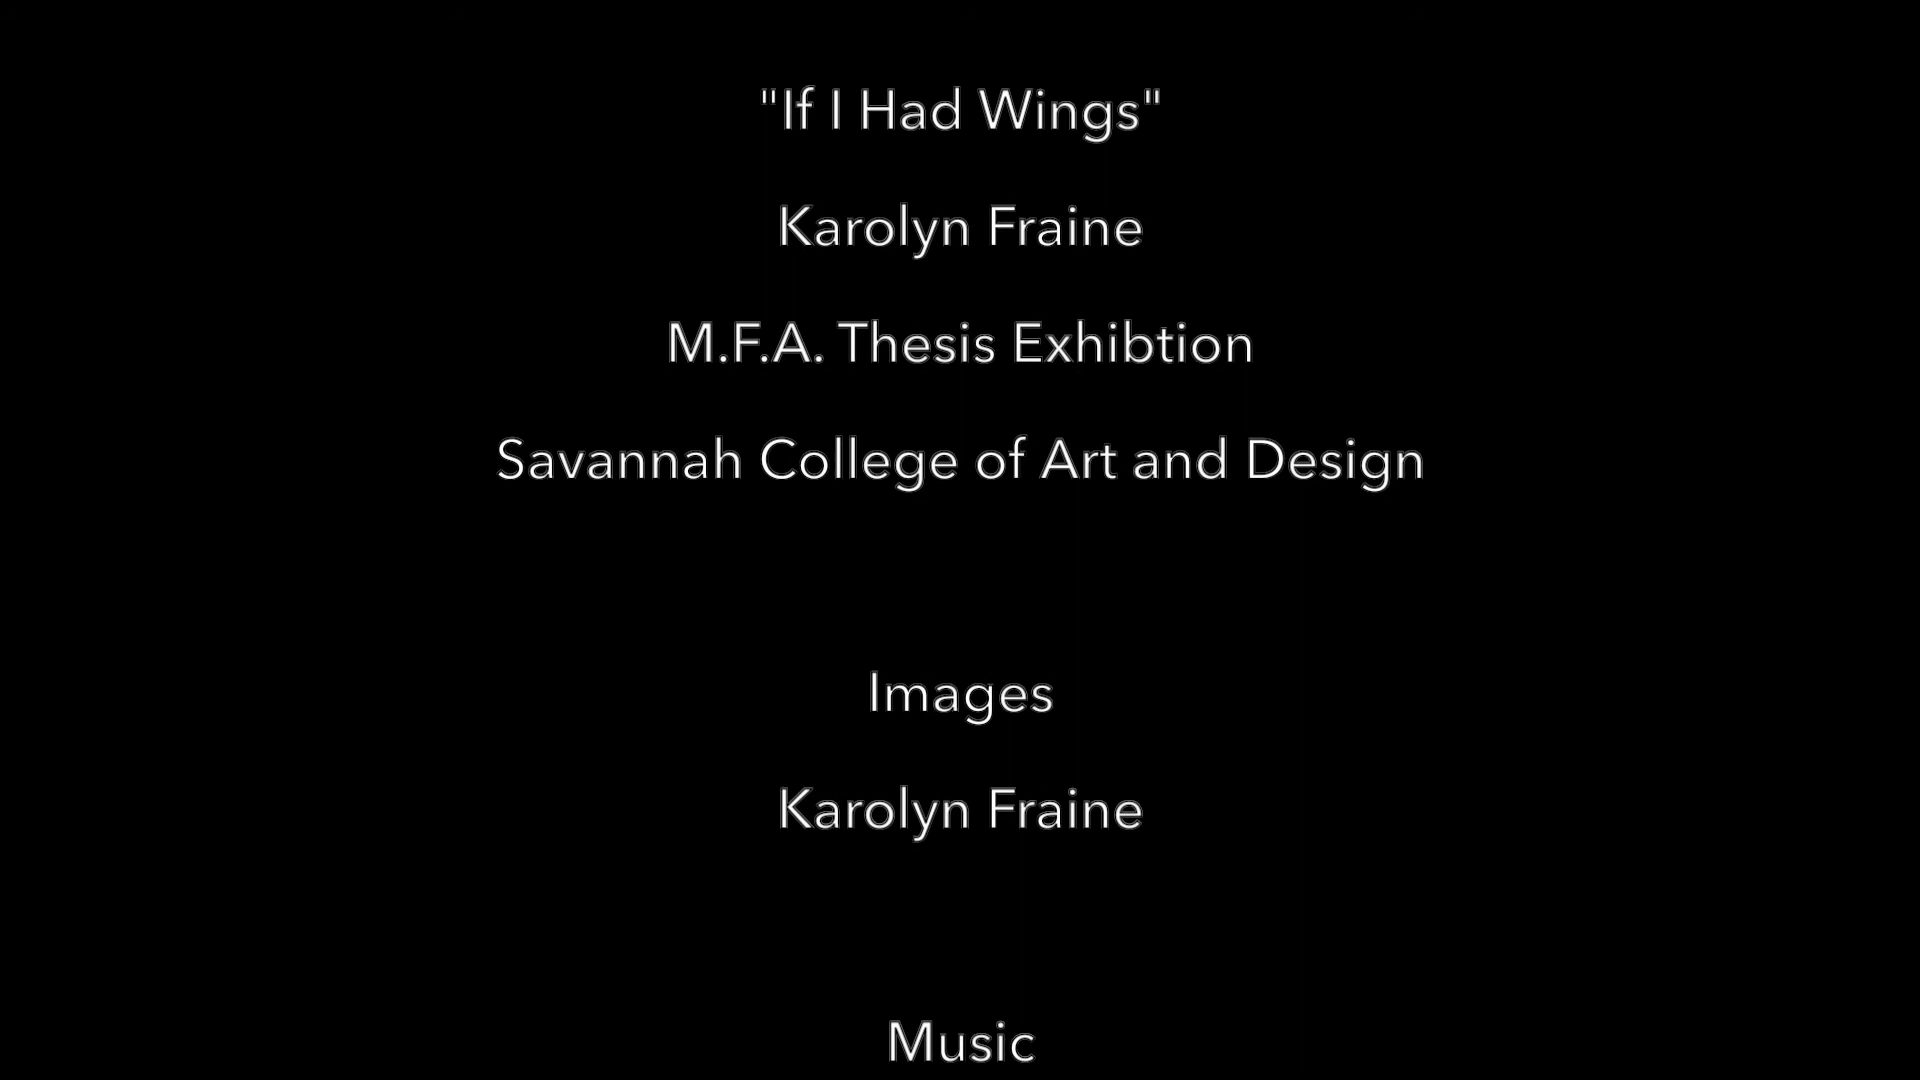 "If I Had Wings"
Karolyn Fraine
M.F.A. Thesis Exhibtion
Savannah College of Art and Design
Images
Karolyn Fraine
Music